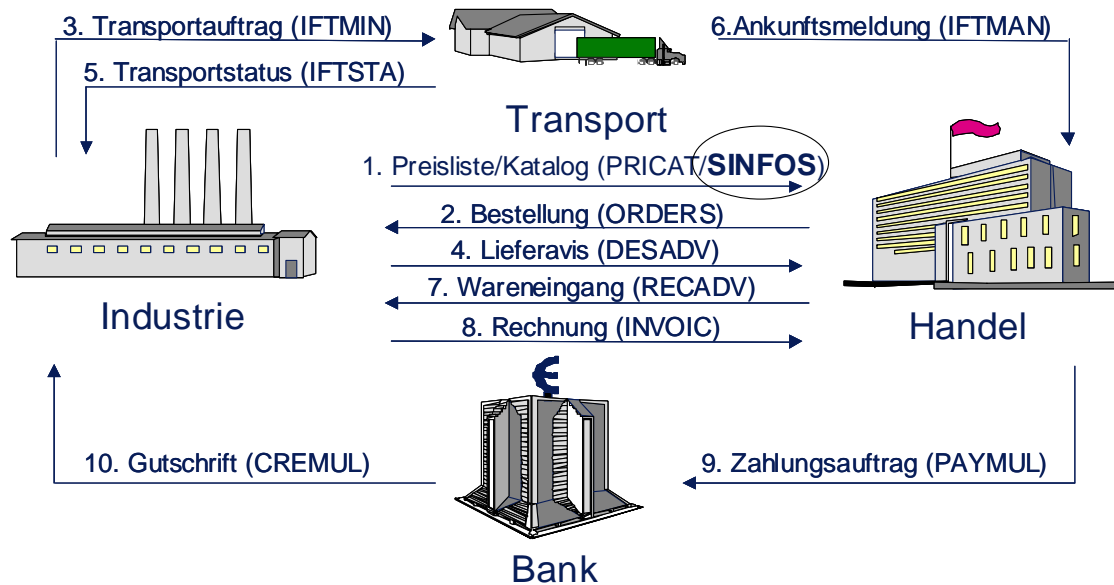 3. Transportauftrag (IFTMIN)
6.Ankunftsmeldung (IFTMAN)
5. Transportstatus (IFTSTA)
Transport
1. Preisliste/Katalog (PRICAT/SINFOS)
2. Bestellung (ORDERS)
4. Lieferavis (DESADV)
7. Wareneingang (RECADV)
8. Rechnung (INVOIC)
Industrie
Handel
€
10. Gutschrift (CREMUL)
9. Zahlungsauftrag (PAYMUL)
Bank